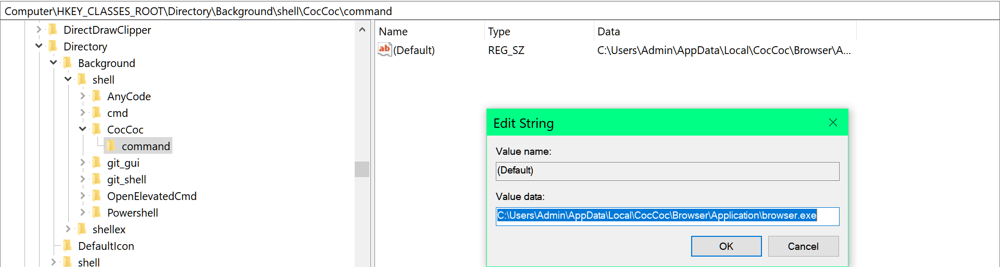 Computer\HKEY_CLASSES_ROOT\Directory\Background\shell\CocCoc\command
DirectDrawClipper
Directory
Background
shell
AnyCode
cmd
CocCoc
command
git_gui
git_shell
OpenElevatedCmd
Powershell
shellex
DefaultIcon
shell
Name Type Data
ab (Default) REG_SZ C:\Users\Admin\AppData\Local\CocCoc\Browser\A...
Edit String
Value name:
(Default)
Value data:
C:\Users\Admin\AppData\Local\CocCoc\Browser\Application\browser.exe
OK Cancel